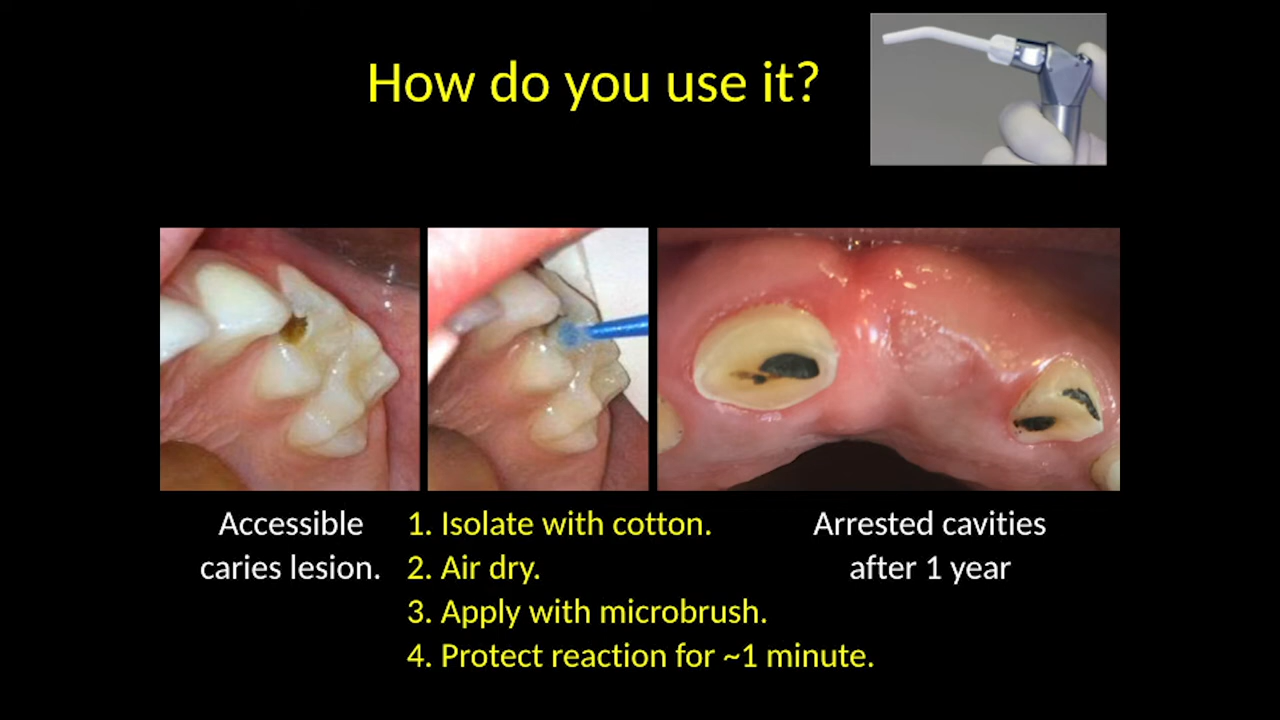 How do you use it?
Accessible
caries lesion.
1. Isolate with cotton.
2. Air dry.
3. Apply with microbrush.
4. Protect reaction for ~1 minute.
Arrested cavities
after 1 year